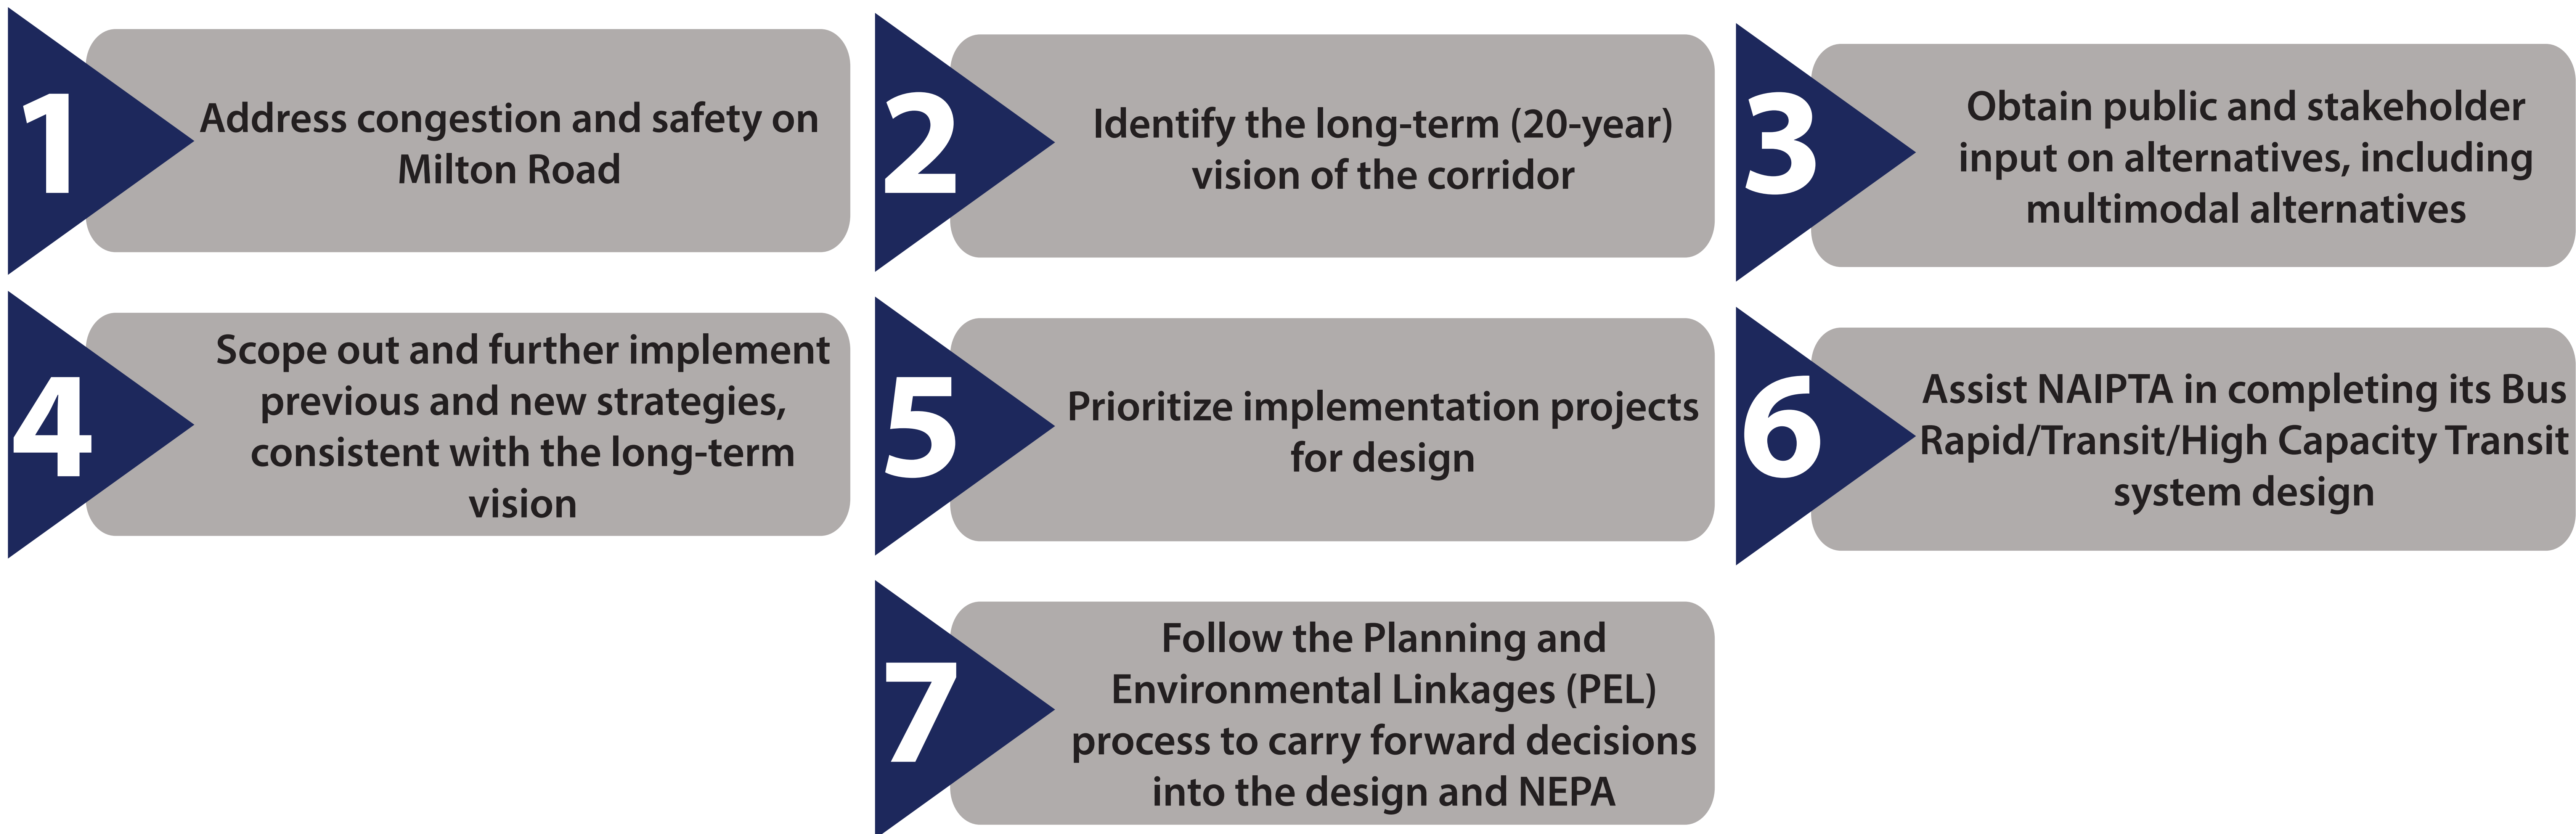 1
Address congestion and safety on
Milton Road
2
Identify the long-term (20-year)
vision of the corridor
3
Obtain public and stakeholder
input on alternatives, including
multimodal alternatives
4
Scope out and further implement
previous and new strategies,
consistent with the long-term
vision
5
Prioritize implementation projects
for design
6
Assist NAIPTA in completing its Bus
Rapid/Transit/High Capacity Transit
system design
7
Follow the Planning and
Environmental Linkages (PEL)
process to carry forward decisions
into the design and NEPA